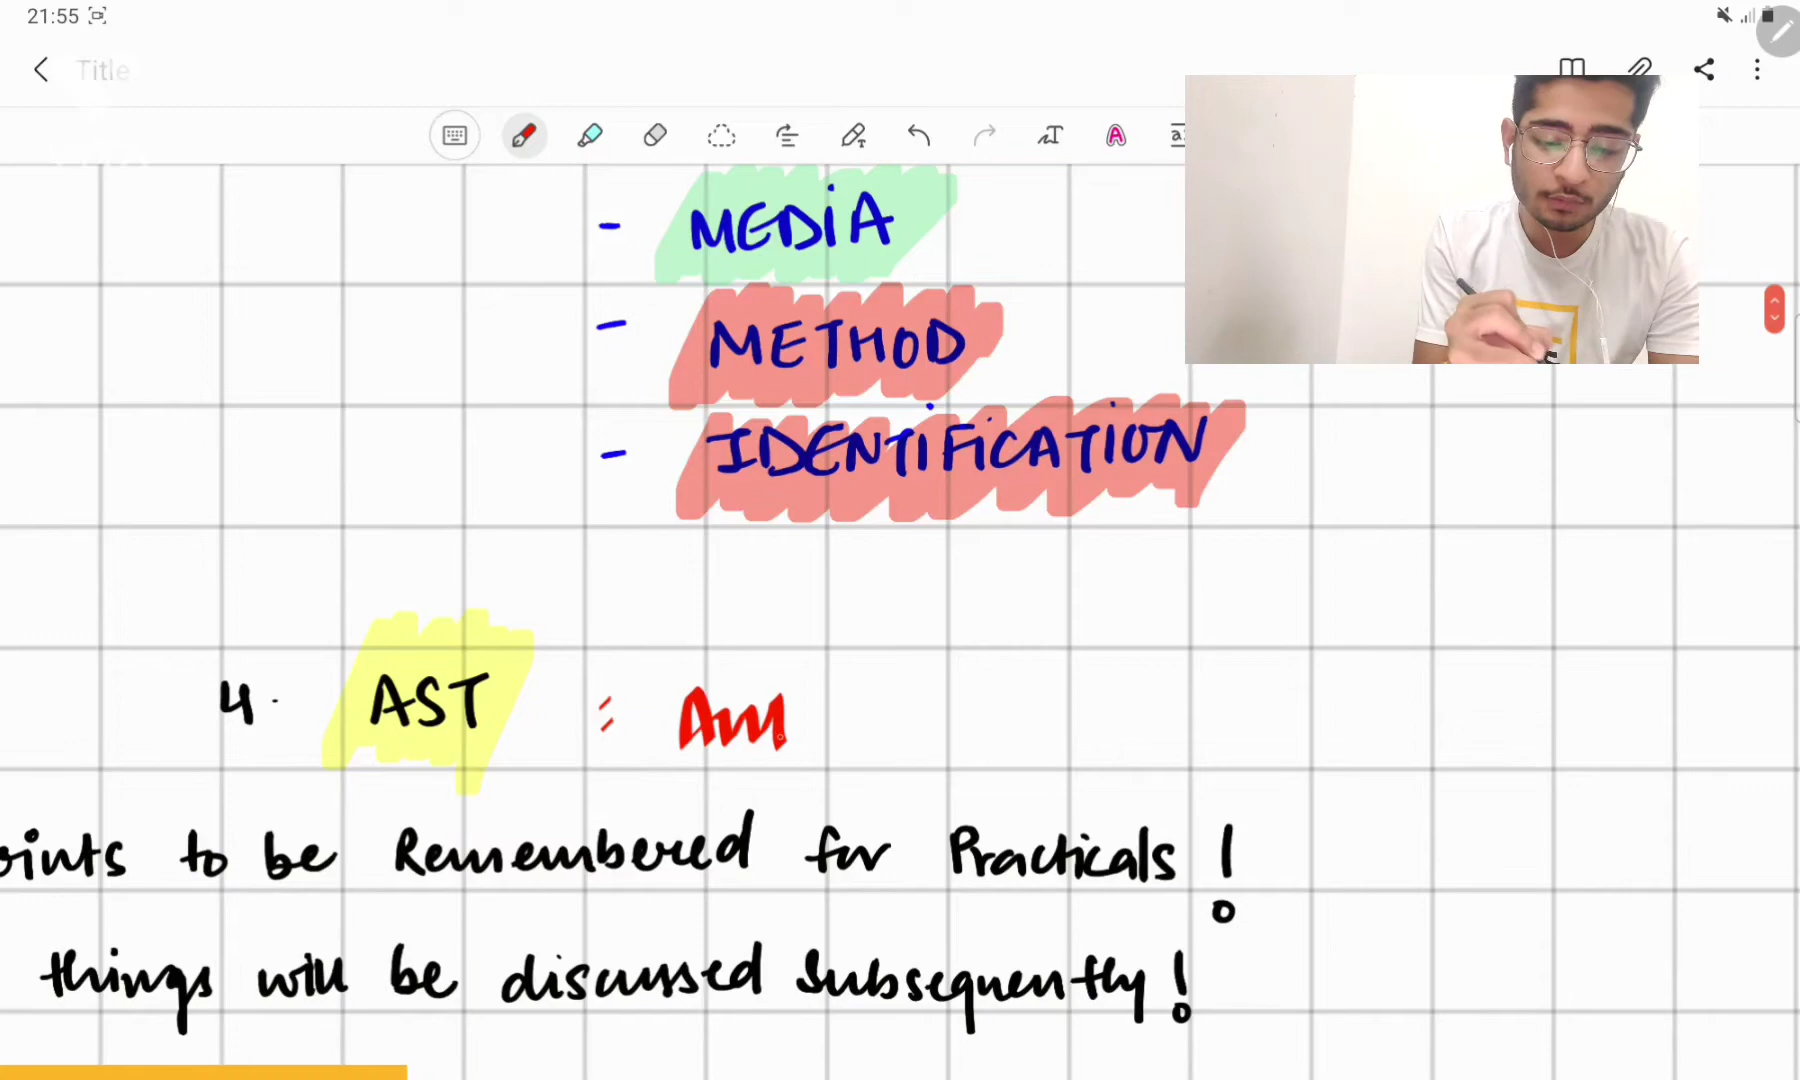 21:55
Title
- MEDIA
- METHOD
- IDENTIFICATION
4. AST : AM
oints to be Remembered for Practicals !
things will be discussed subsequently !